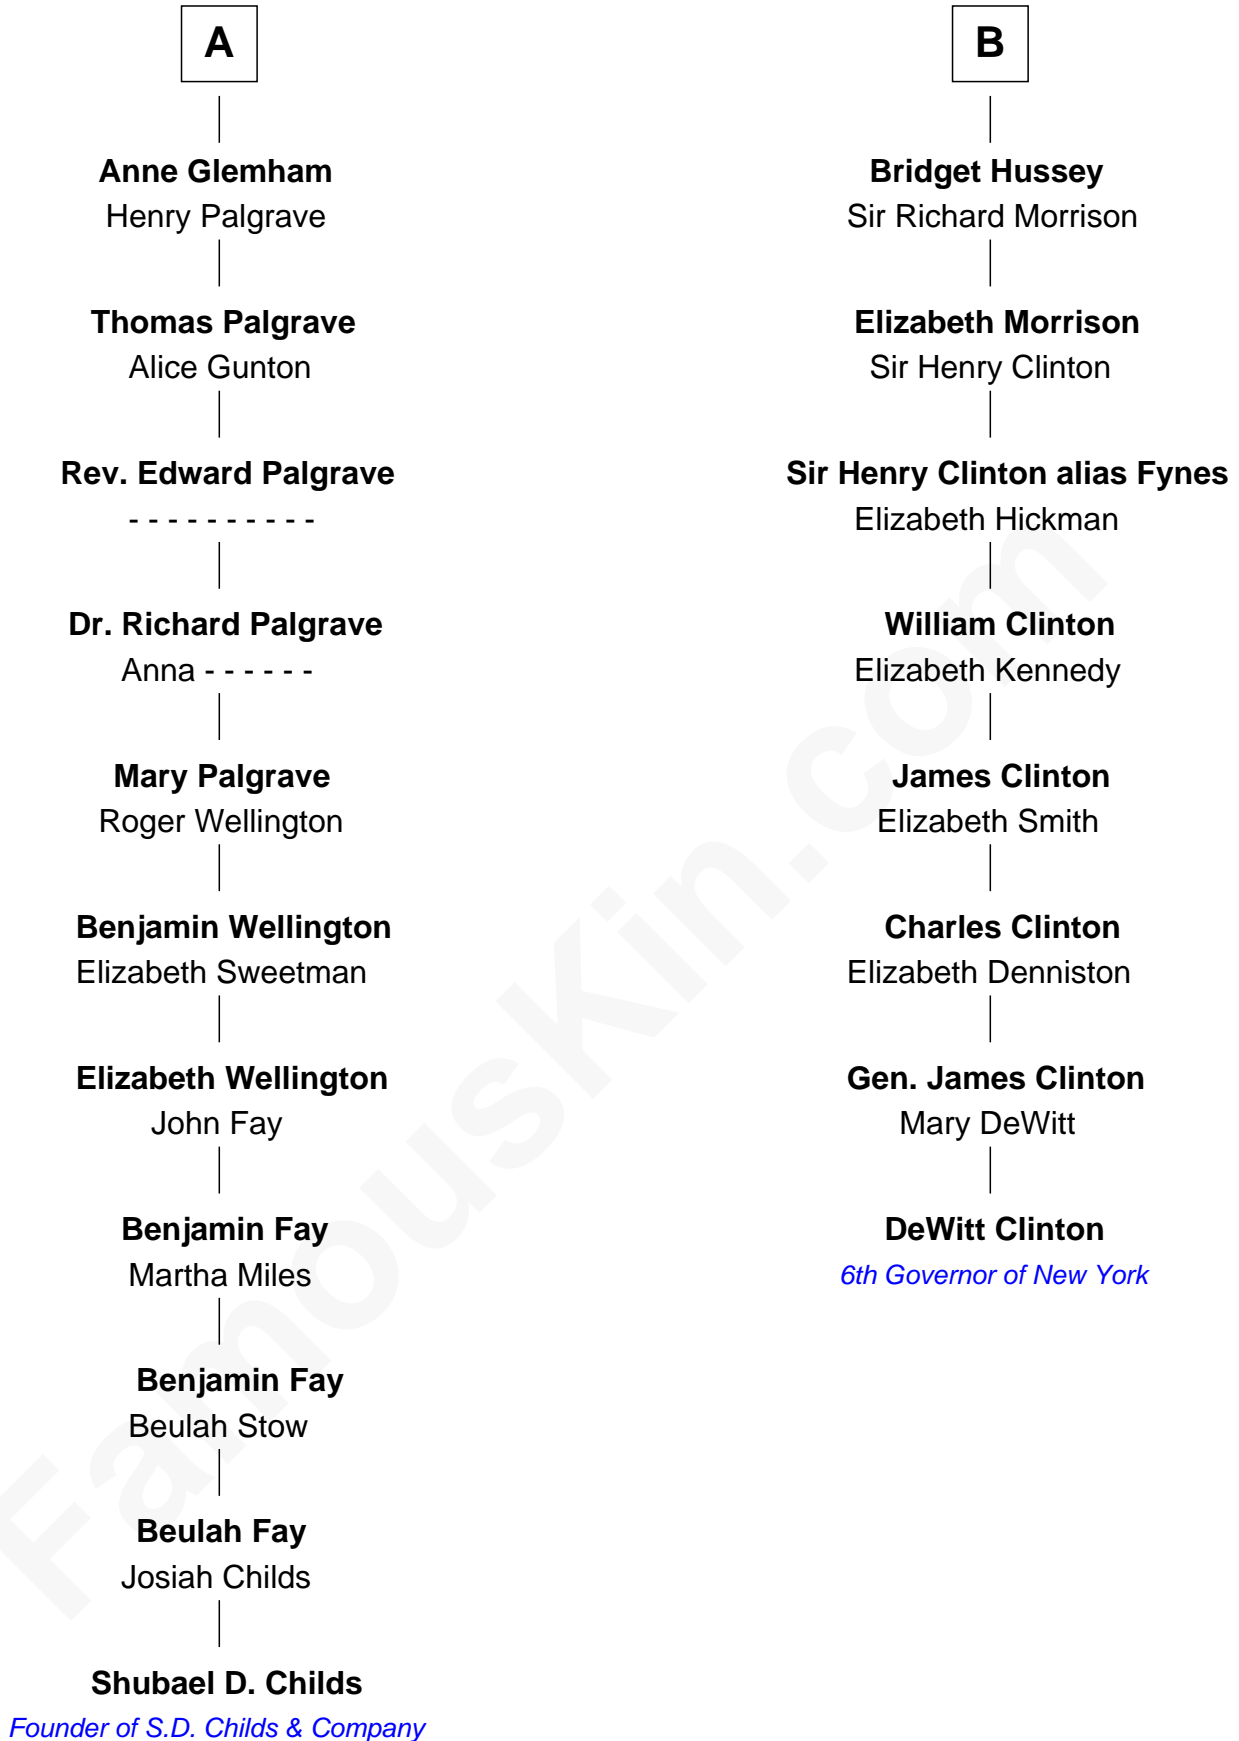 A
Anne Glemham
Henry Palgrave
Thomas Palgrave
Alice Gunton
Rev. Edward Palgrave
- - - - - - - - - -
Dr. Richard Palgrave
Anna - - - - - -
Mary Palgrave
Roger Wellington
Benjamin Wellington
Elizabeth Sweetman
Elizabeth Wellington
John Fay
Benjamin Fay
Martha Miles
Benjamin Fay
Beulah Stow
Beulah Fay
Josiah Childs
Shubael D. Childs
Founder of S.D. Childs & Company
B
Bridget Hussey
Sir Richard Morrison
Elizabeth Morrison
Sir Henry Clinton
Sir Henry Clinton alias Fynes
Elizabeth Hickman
William Clinton
Elizabeth Kennedy
James Clinton
Elizabeth Smith
Charles Clinton
Elizabeth Denniston
Gen. James Clinton
Mary DeWitt
DeWitt Clinton
6th Governor of New York
FamousKin.com